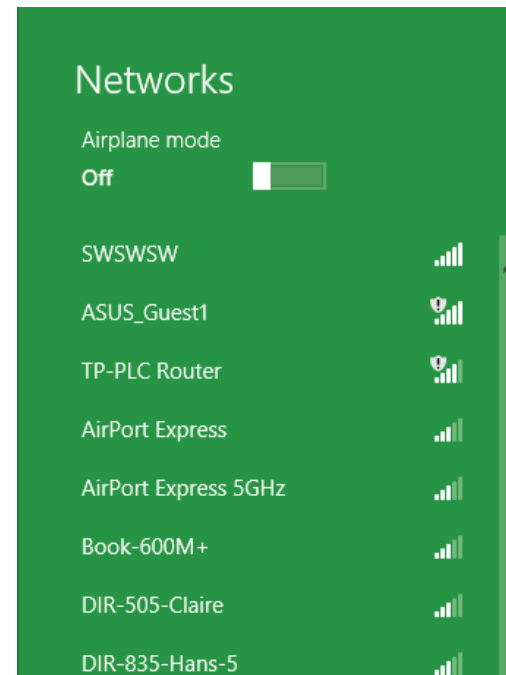 Networks
Airplane mode
Off
SWSWSW
ASUS_Guest1
TP-PLC Router
AirPort Express
AirPort Express 5GHz
Book-600M+
DIR-505-Claire
DIR-835-Hans-5